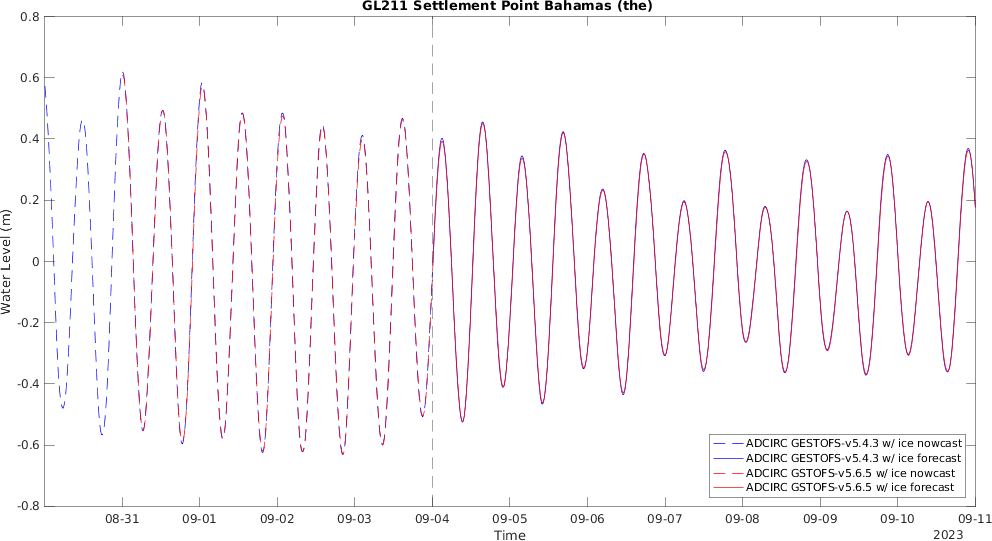 GL211 Settlement Point Bahamas (the)
0.8
0.6
0.4
0.2
0
-0.2
-0.4
-0.6
-0.8
Water Level (m)
ADCIRC GESTOFS-v5.4.3 w/ ice nowcast
ADCIRC GESTOFS-v5.4.3 w/ ice forecast
ADCIRC GSTOFS-v5.6.5 w/ ice nowcast
ADCIRC GSTOFS-v5.6.5 w/ ice forecast
08-31 09-01 09-02 09-03 09-04 09-05 09-06 09-07 09-08 09-09 09-10 09-11
Time
2023